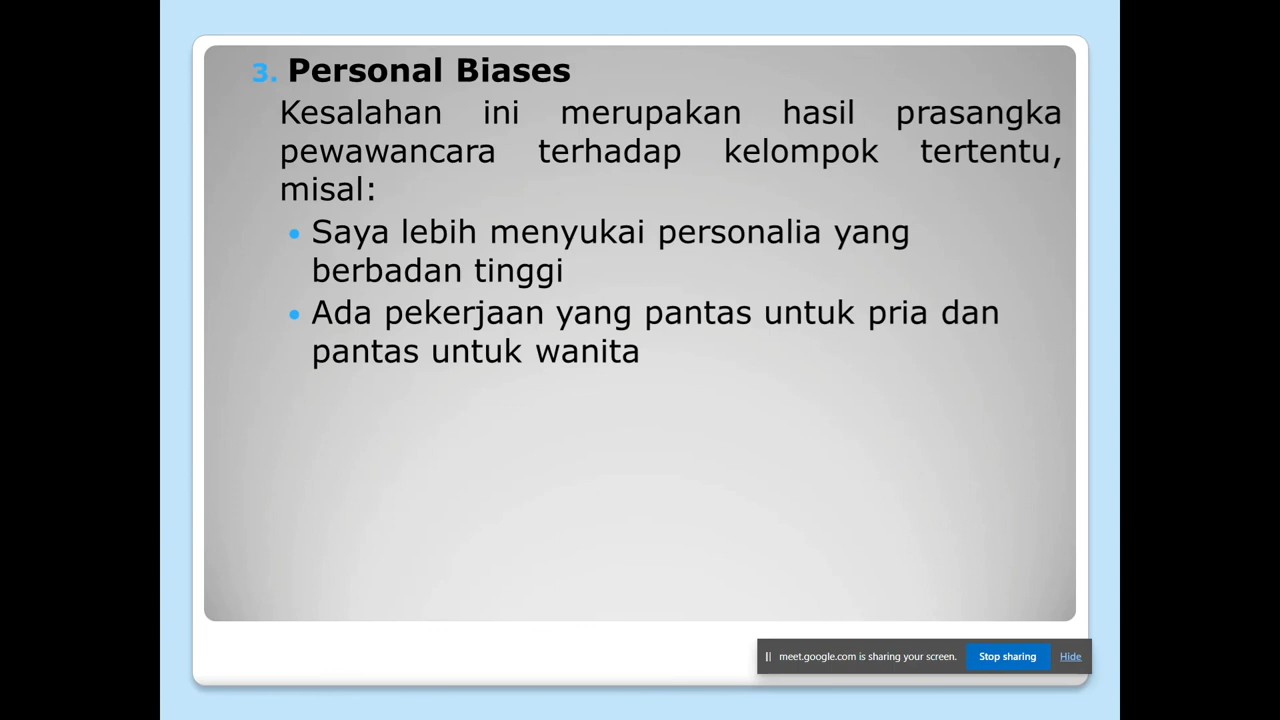 3. Personal Biases
Kesalahan ini merupakan hasil prasangka
pewawancara terhadap kelompok tertentu,
misal:
• Saya lebih menyukai personalia yang
berbadan tinggi
• Ada pekerjaan yang pantas untuk pria dan
pantas untuk wanita
|| meet.google.com is sharing your screen. Stop sharing Hide